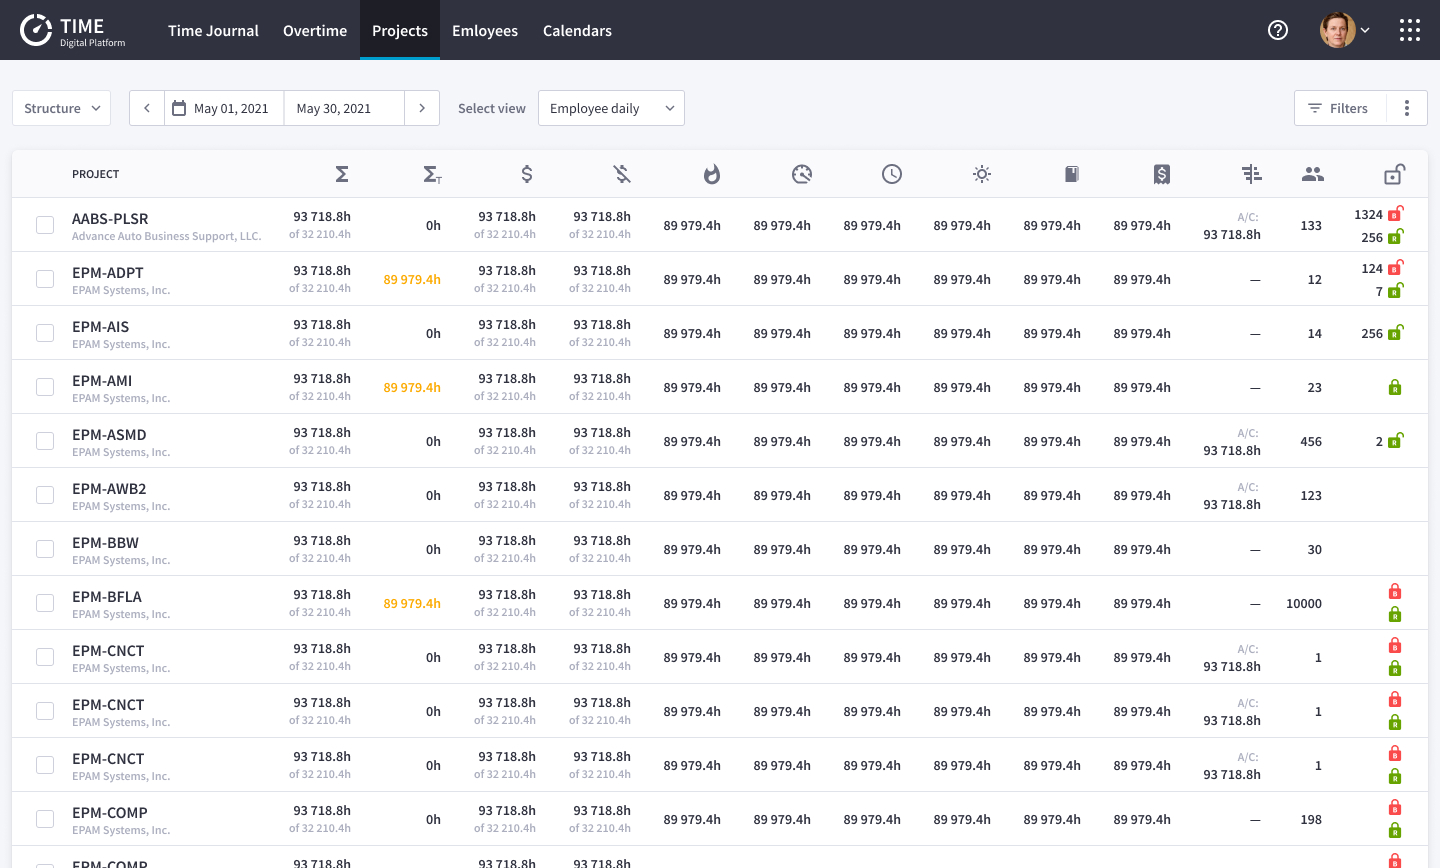 TIME
Digital Platform
Time Journal Overtime Projects Emloyees Calendars
Structure May 01, 2021 May 30, 2021 Select view Employee daily Filters
PROJECT Σ ΣT $ $ $
AABS-PLSR 93 718.8h 0h 93 718.8h 93 718.8h 89 979.4h 89 979.4h 89 979.4h 89 979.4h 89 979.4h 89 979.4h A/C: 133 1324 B
Advance Auto Business Support, LLC. of 32 210.4h of 32 210.4h of 32 210.4h 93 718.8h 256 R
EPM-ADPT 93 718.8h 89 979.4h 93 718.8h 93 718.8h 89 979.4h 89 979.4h 89 979.4h 89 979.4h 89 979.4h 89 979.4h — 12 124 B
EPAM Systems, Inc. of 32 210.4h of 32 210.4h of 32 210.4h 7 R
EPM-AIS 93 718.8h 0h 93 718.8h 93 718.8h 89 979.4h 89 979.4h 89 979.4h 89 979.4h 89 979.4h 89 979.4h — 14 256 R
EPAM Systems, Inc. of 32 210.4h of 32 210.4h of 32 210.4h
EPM-AMI 93 718.8h 89 979.4h 93 718.8h 93 718.8h 89 979.4h 89 979.4h 89 979.4h 89 979.4h 89 979.4h 89 979.4h — 23 R
EPAM Systems, Inc. of 32 210.4h of 32 210.4h of 32 210.4h
EPM-ASMD 93 718.8h 0h 93 718.8h 93 718.8h 89 979.4h 89 979.4h 89 979.4h 89 979.4h 89 979.4h 89 979.4h A/C: 456 2 R
EPAM Systems, Inc. of 32 210.4h of 32 210.4h of 32 210.4h 93 718.8h
EPM-AWB2 93 718.8h 0h 93 718.8h 93 718.8h 89 979.4h 89 979.4h 89 979.4h 89 979.4h 89 979.4h 89 979.4h A/C: 123
EPAM Systems, Inc. of 32 210.4h of 32 210.4h of 32 210.4h 93 718.8h
EPM-BBW 93 718.8h 0h 93 718.8h 93 718.8h 89 979.4h 89 979.4h 89 979.4h 89 979.4h 89 979.4h 89 979.4h — 30
EPAM Systems, Inc. of 32 210.4h of 32 210.4h of 32 210.4h
EPM-BFLA 93 718.8h 89 979.4h 93 718.8h 93 718.8h 89 979.4h 89 979.4h 89 979.4h 89 979.4h 89 979.4h 89 979.4h — 10000 B
EPAM Systems, Inc. of 32 210.4h of 32 210.4h of 32 210.4h R
EPM-CNCT 93 718.8h 0h 93 718.8h 93 718.8h 89 979.4h 89 979.4h 89 979.4h 89 979.4h 89 979.4h 89 979.4h A/C: 1 B
EPAM Systems, Inc. of 32 210.4h of 32 210.4h of 32 210.4h 93 718.8h R
EPM-CNCT 93 718.8h 0h 93 718.8h 93 718.8h 89 979.4h 89 979.4h 89 979.4h 89 979.4h 89 979.4h 89 979.4h A/C: 1 B
EPAM Systems, Inc. of 32 210.4h of 32 210.4h of 32 210.4h 93 718.8h R
EPM-CNCT 93 718.8h 0h 93 718.8h 93 718.8h 89 979.4h 89 979.4h 89 979.4h 89 979.4h 89 979.4h 89 979.4h A/C: 1 B
EPAM Systems, Inc. of 32 210.4h of 32 210.4h of 32 210.4h 93 718.8h R
EPM-COMP 93 718.8h 0h 93 718.8h 93 718.8h 89 979.4h 89 979.4h 89 979.4h 89 979.4h 89 979.4h 89 979.4h — 198 B
EPAM Systems, Inc. of 32 210.4h of 32 210.4h of 32 210.4h R
EPM-COMP 93 718.8h 93 718.8h 93 718.8h B